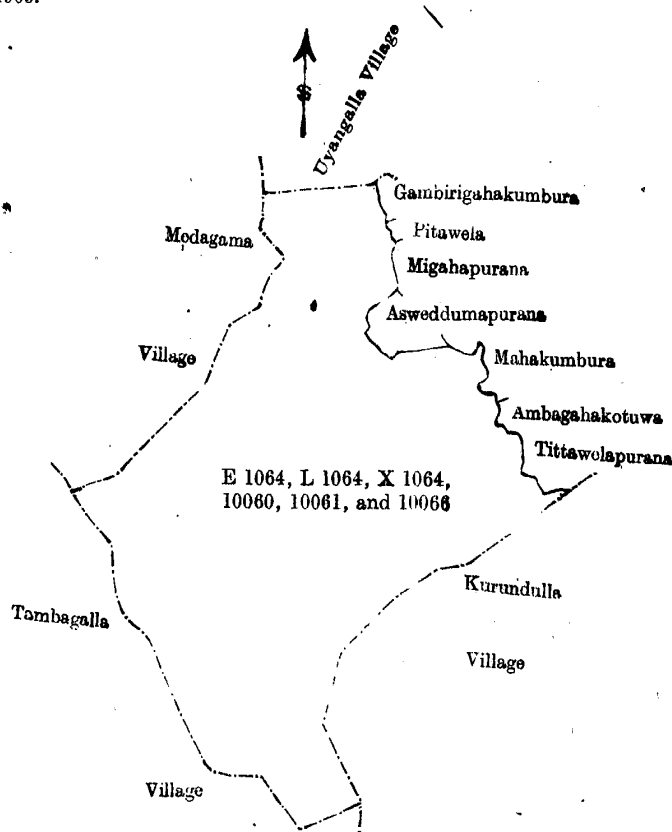 Uyangalla Village
Gambirigahakumbura
Medagama
Pitawela
Migahapurana
Asweddumapurana
Village
Mahakumbura
Ambagahakotuwa
Tittawelapurana
E 1064, L 1064, X 1064,
10060, 10061, and 10066
Kurundulla
Tambagalla
Village
Village